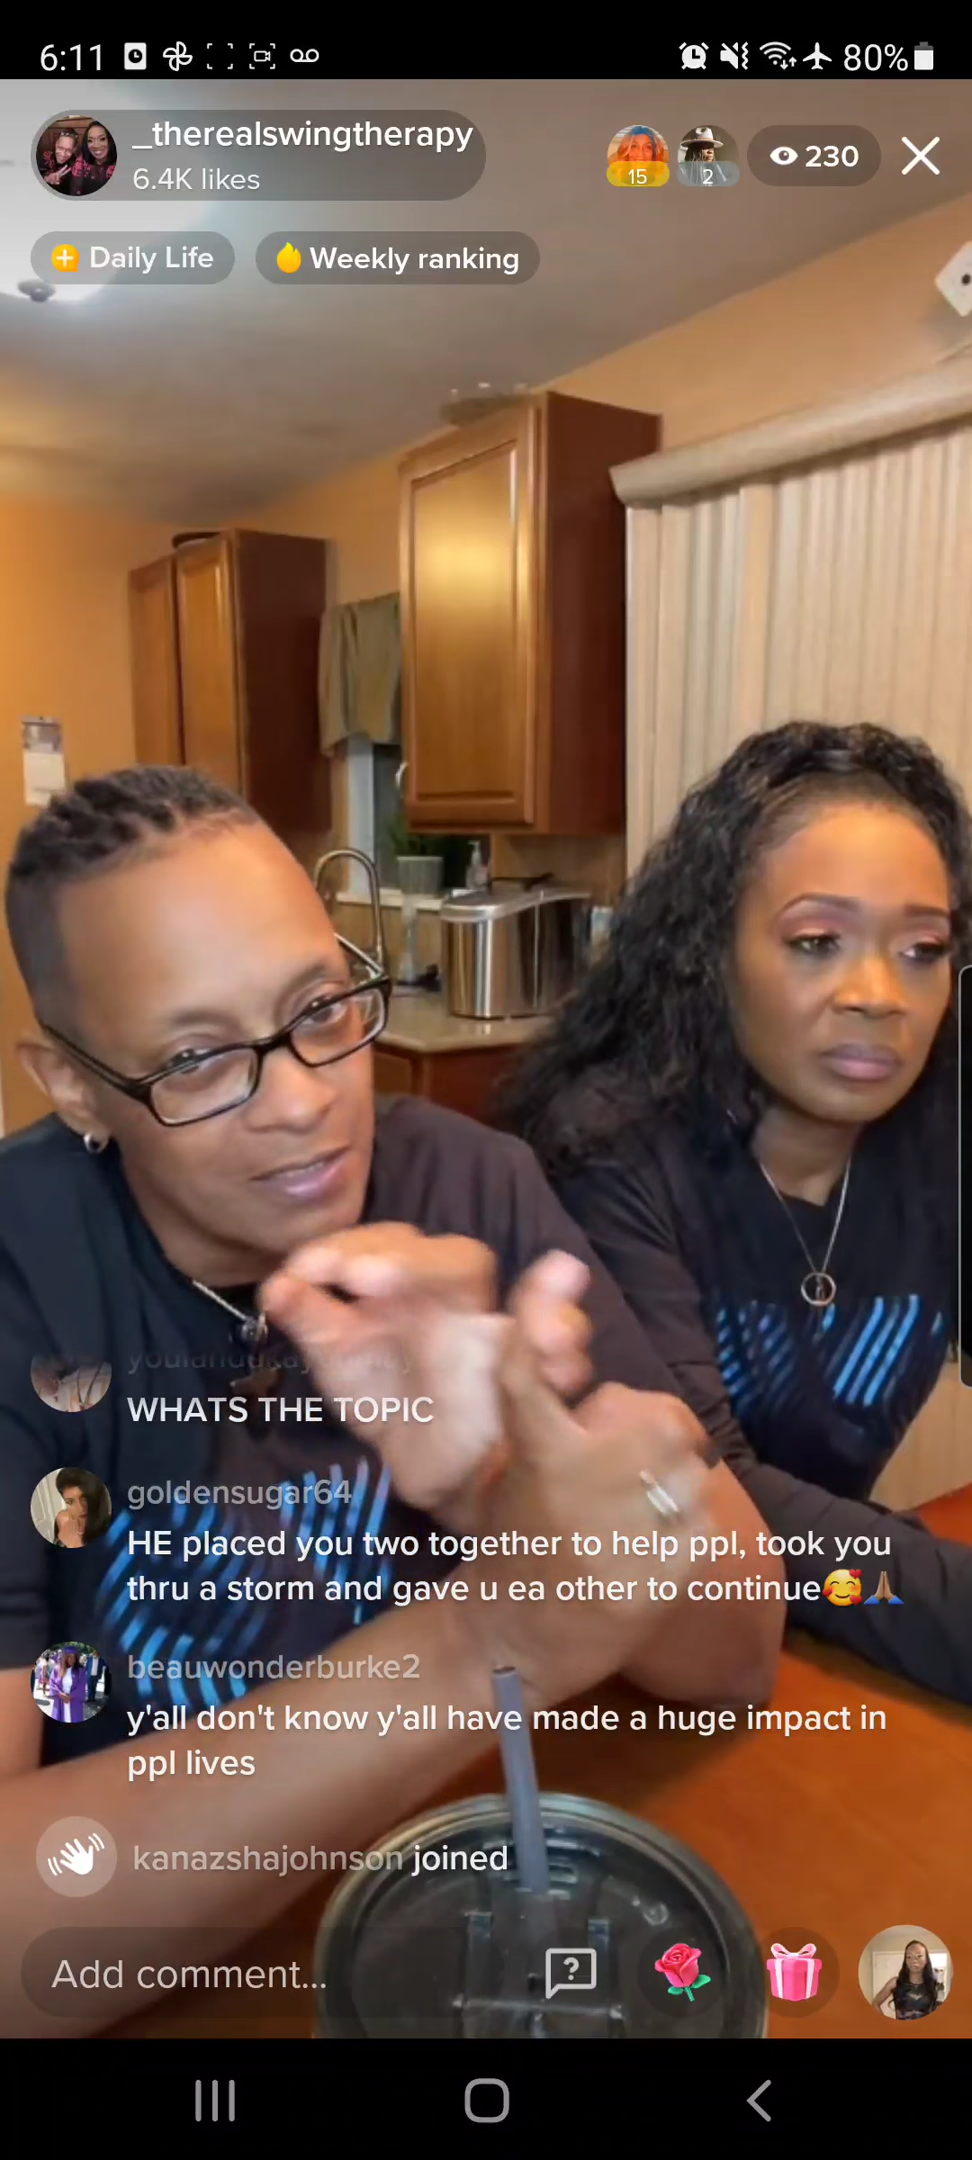 6:11
80%
_therealswingtherapy
6.4K likes
15
2
230
Daily Life
Weekly ranking
WHATS THE TOPIC
goldensugar64
HE placed you two together to help ppl, took you
thru a storm and gave u ea other to continue🥰🙏🏾
beauwonderburke2
y'all don't know y'all have made a huge impact in
ppl lives
kanazshajohnson joined
Add comment...